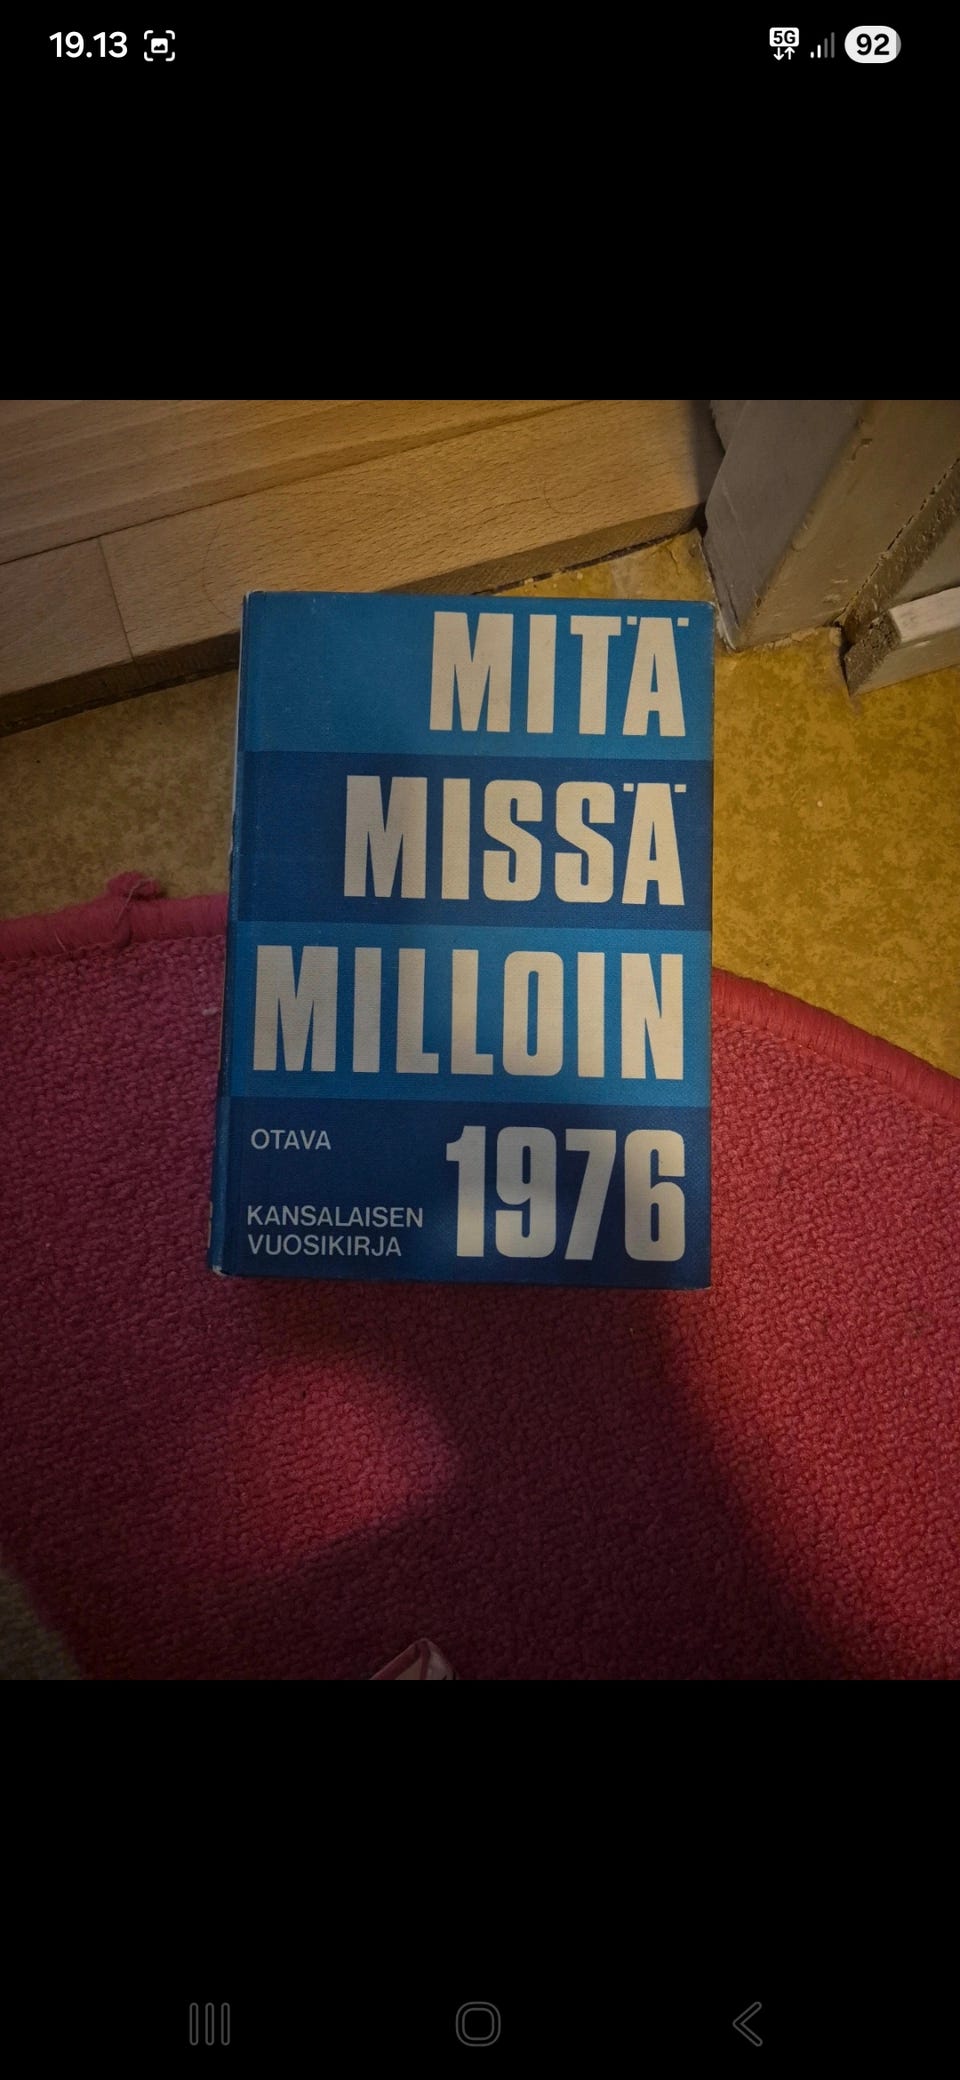 19.13
5G
92
MITÄ
MISSÄ
MILLOIN
OTAVA
1976
KANSALAISEN
VUOSIKIRJA